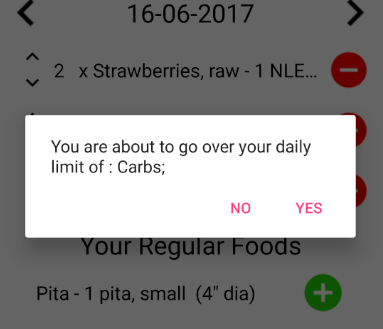 16-06-2017
2 x Strawberries, raw - 1 NLE...
You are about to go over your daily
limit of : Carbs;
NO YES
Your Regular Foods
Pita - 1 pita, small (4" dia)